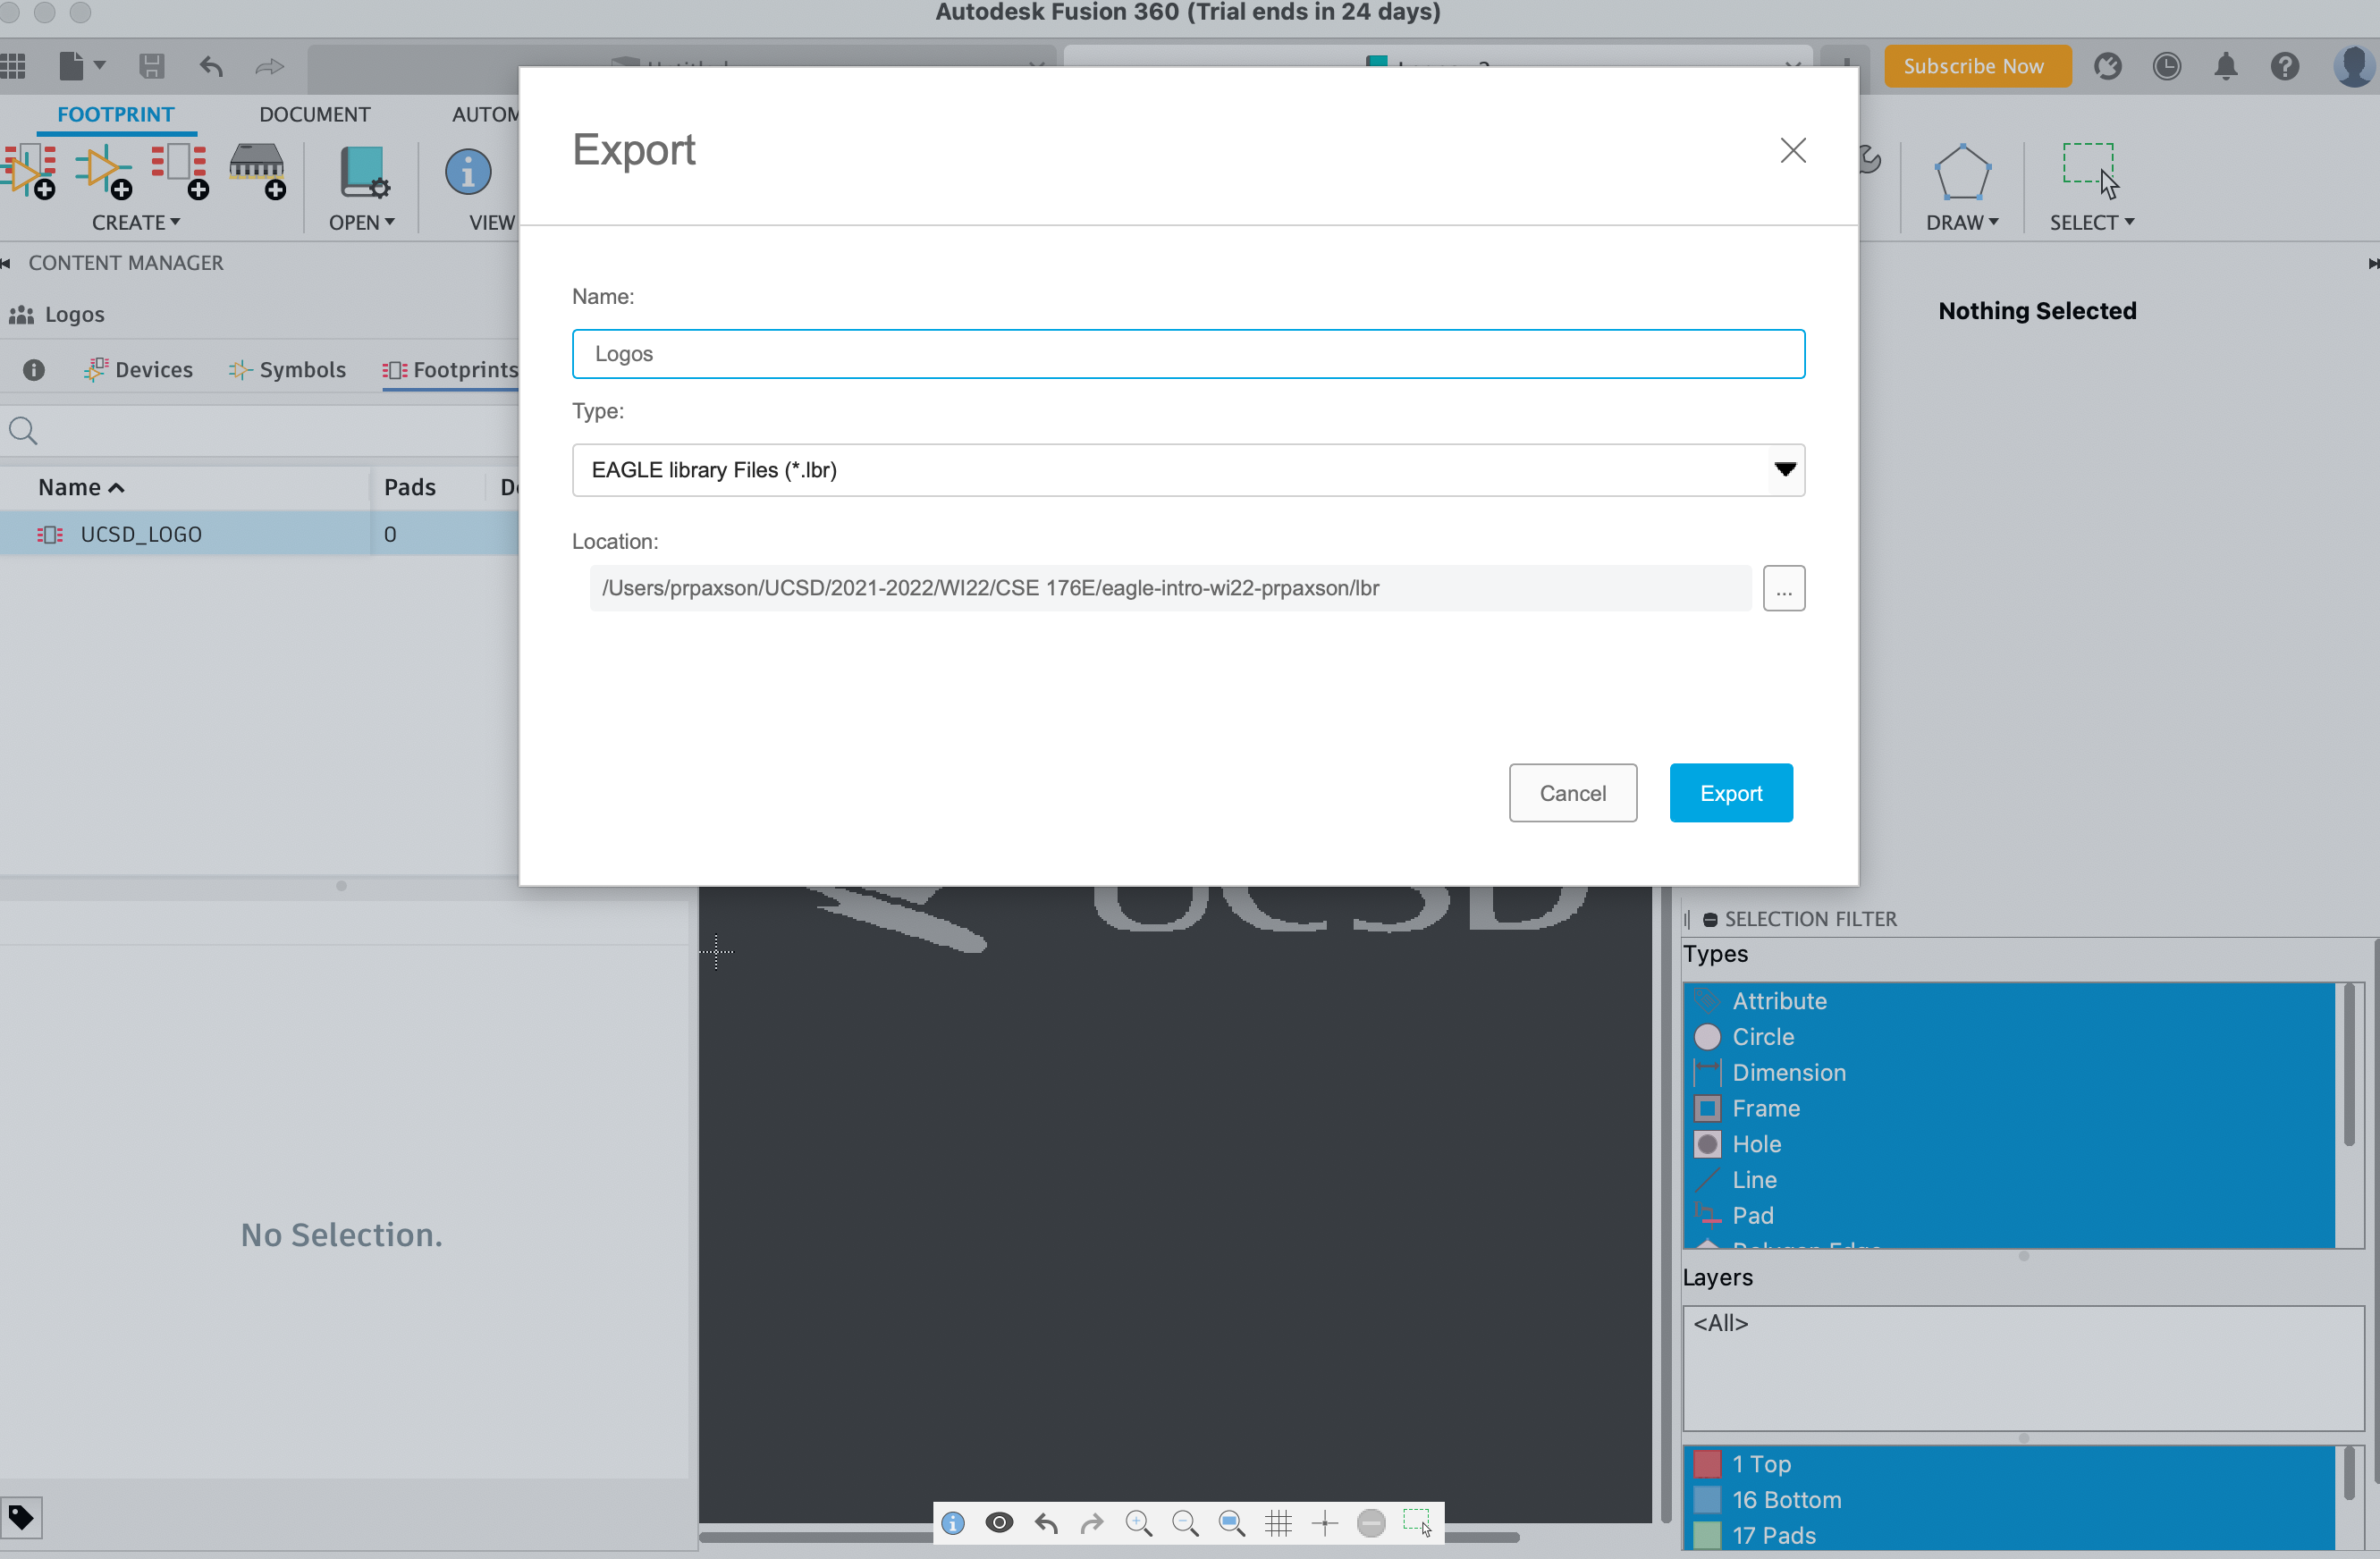 Autodesk Fusion 360 (Trial ends in 24 days)
Subscribe Now
FOOTPRINT
DOCUMENT
CREATE
OPEN
VIEW
DRAW
SELECT
CONTENT MANAGER
Logos
Devices
Symbols
Footprints
Name
Pads
UCSD_LOGO
0
No Selection.
Export
Name:
Logos
Type:
EAGLE library Files (*.lbr)
Location:
/Users/prpaxson/UCSD/2021-2022/WI22/CSE 176E/eagle-intro-wi22-prpaxson/lbr
...
Cancel
Export
UCSD
Nothing Selected
SELECTION FILTER
Types
Attribute
Circle
Dimension
Frame
Hole
Line
Pad
Layers
<All>
1 Top
16 Bottom
17 Pads